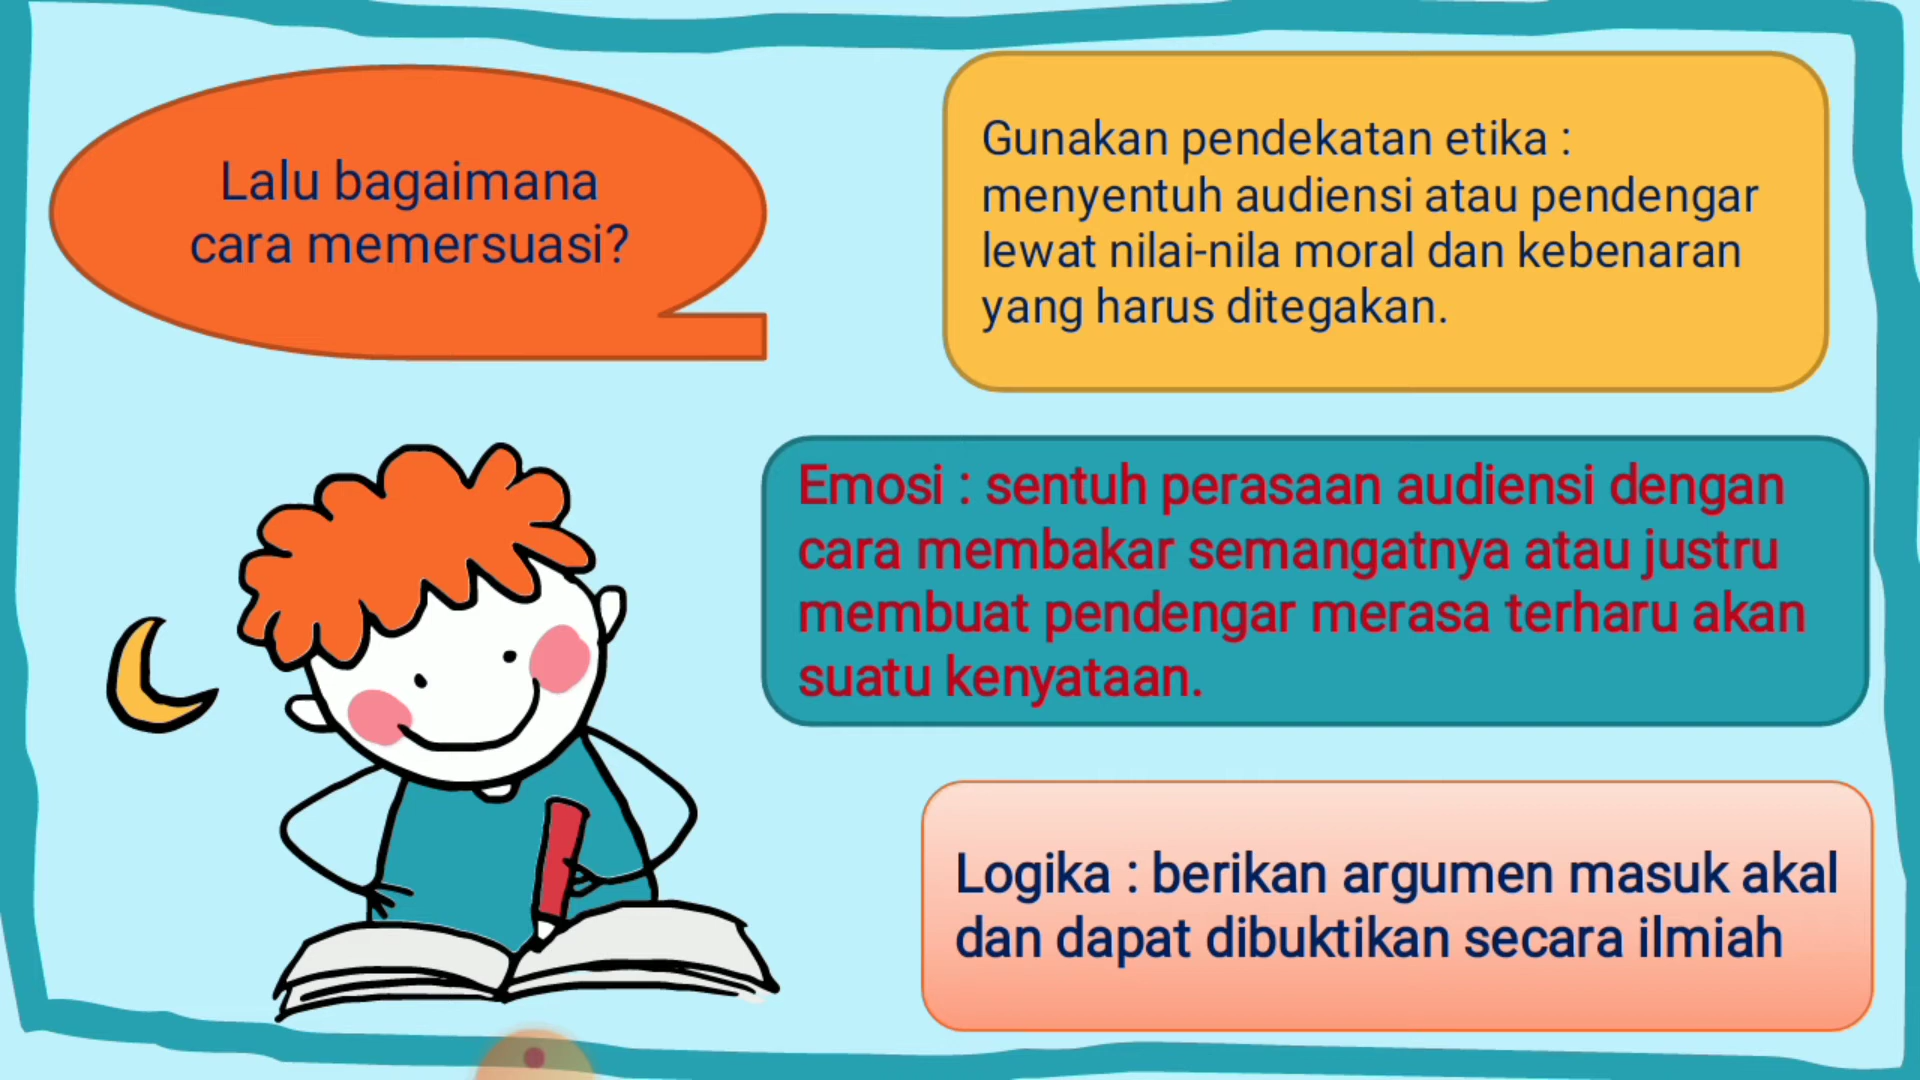 Lalu bagaimana
cara memersuasi?
Gunakan pendekatan etika :
menyentuh audiensi atau pendengar
lewat nilai-nila moral dan kebenaran
yang harus ditegakan.
Emosi : sentuh perasaan audiensi dengan
cara membakar semangatnya atau justru
membuat pendengar merasa terharu akan
suatu kenyataan.
Logika : berikan argumen masuk akal
dan dapat dibuktikan secara ilmiah